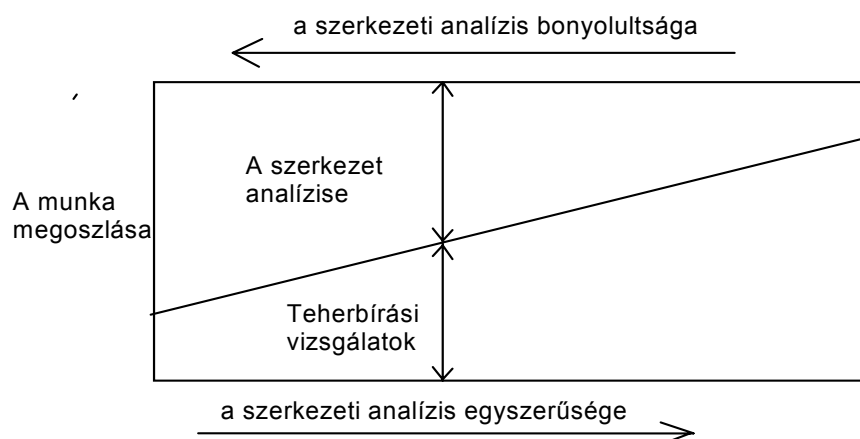 a szerkezeti analízis bonyolultsága
A szerkezet
analízise
A munka
megoszlása
Teherbírási
vizsgálatok
a szerkezeti analízis egyszerűsége